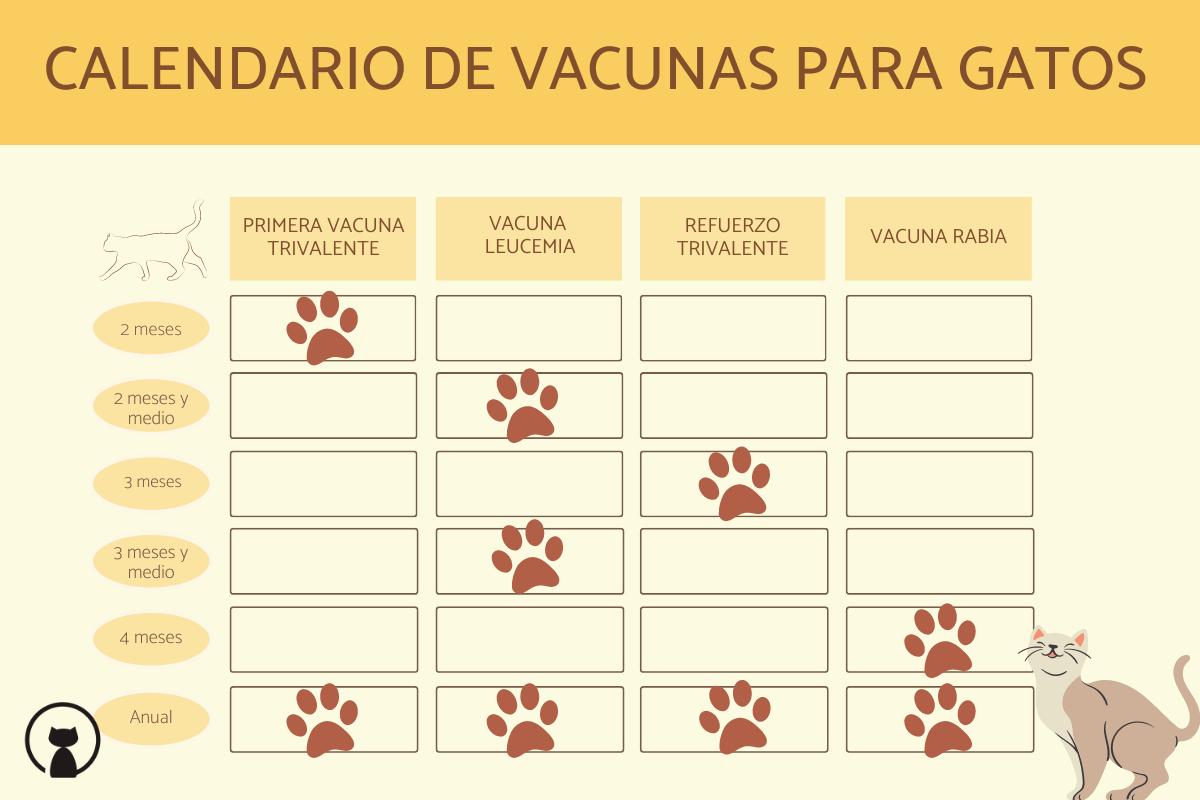 CALENDARIO DE VACUNAS PARA GATOS
PRIMERA VACUNA
TRIVALENTE
VACUNA
LEUCEMIA
REFUERZO
TRIVALENTE
VACUNA RABIA
2 meses
2 meses y
medio
3 meses
3 meses y
medio
4 meses
Anual